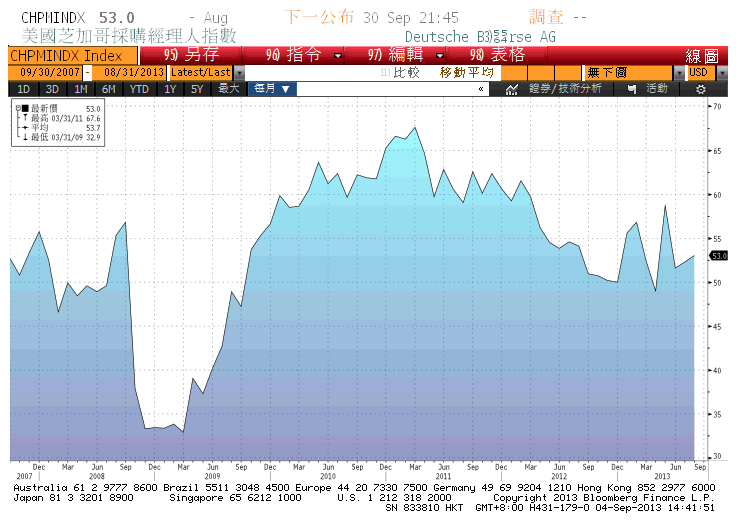 CHPMINDX 53.0 - Aug 下一公布 30 Sep 21:45 調查 --
美國芝加哥採購經理人指數 Deutsche
CHPMINDX Index 95) 另存 96) 指令 97) 編輯 98) 表格 線圖
09/30/2007 - 08/31/2013 Latest/Last 比較 移動平均 無下圖 USD
1D 3D 1M 6M YTD 1Y 5Y 最大 每月 ▼ « 證券/技術分析 活動
最新價 53.0
最高 03/31/11 67.6
平均 53.7
最低 03/31/09 32.9
70
65
60
55
53.0
50
45
40
35
30
Dec Mar Jun Sep Dec Mar Jun Sep Dec Mar Jun Sep Dec Mar Jun Sep Dec Mar Jun Sep Dec Mar Jun Sep
2007 2008 2009 2010 2011 2012 2013
Australia 61 2 9777 8600 Brazil 5511 3048 4500 Europe 44 20 7330 7500 Germany 49 69 9204 1210 Hong Kong 852 2977 6000
Japan 81 3 3201 8900 Singapore 65 6212 1000 U.S. 1 212 318 2000 Copyright 2013 Bloomberg Finance L.P.
SN 833810 HKT GMT+8:00 H431-179-0 04-Sep-2013 14:41:51